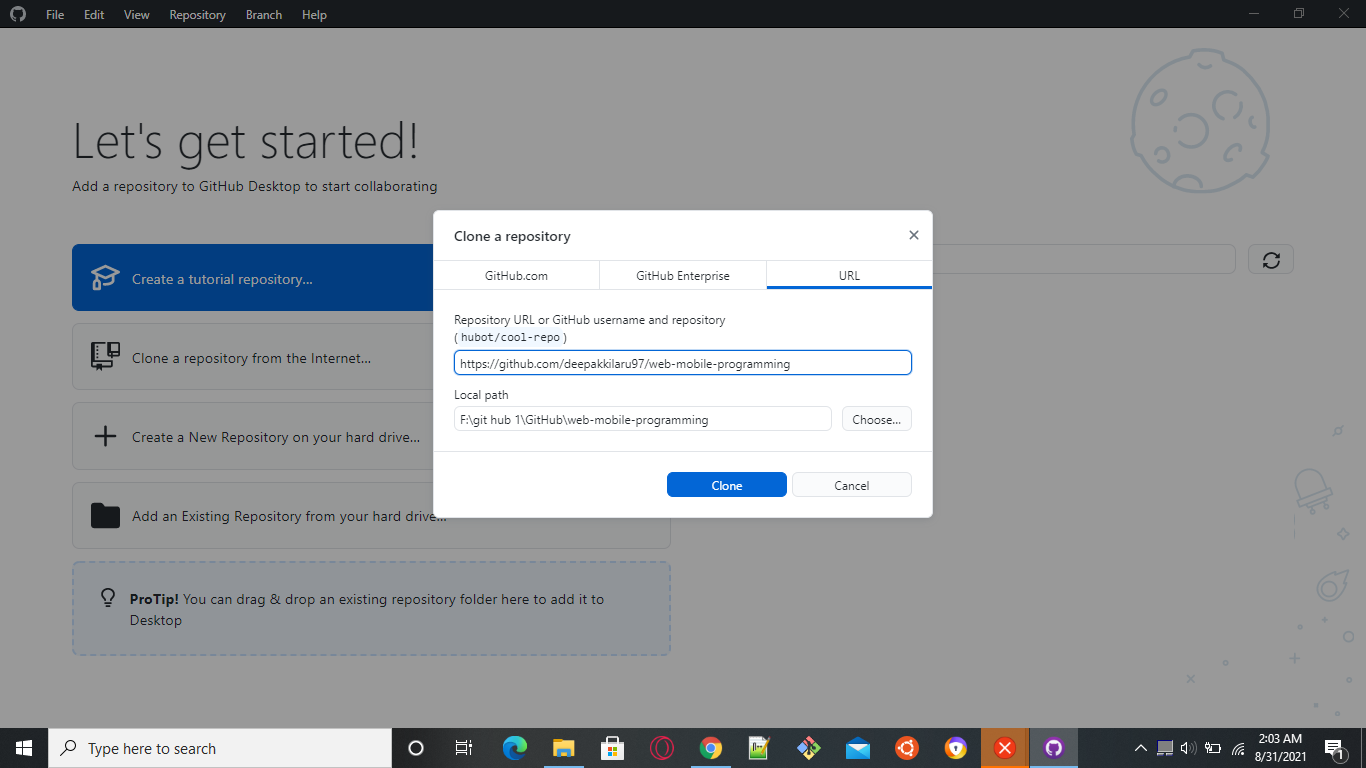 File Edit View Repository Branch Help
Let's get started!
Add a repository to GitHub Desktop to start collaborating
Create a tutorial repository...
Clone a repository from the Internet...
Create a New Repository on your hard drive...
Add an Existing Repository from your hard drive...
ProTip! You can drag & drop an existing repository folder here to add it to
Desktop
Clone a repository
GitHub.com GitHub Enterprise URL
Repository URL or GitHub username and repository
(hubot/cool-repo)
https://github.com/deepakkilaru97/web-mobile-programming
Local path
F:\git hub 1\GitHub\web-mobile-programming Choose...
Clone Cancel
Type here to search
2:03 AM
8/31/2021
1